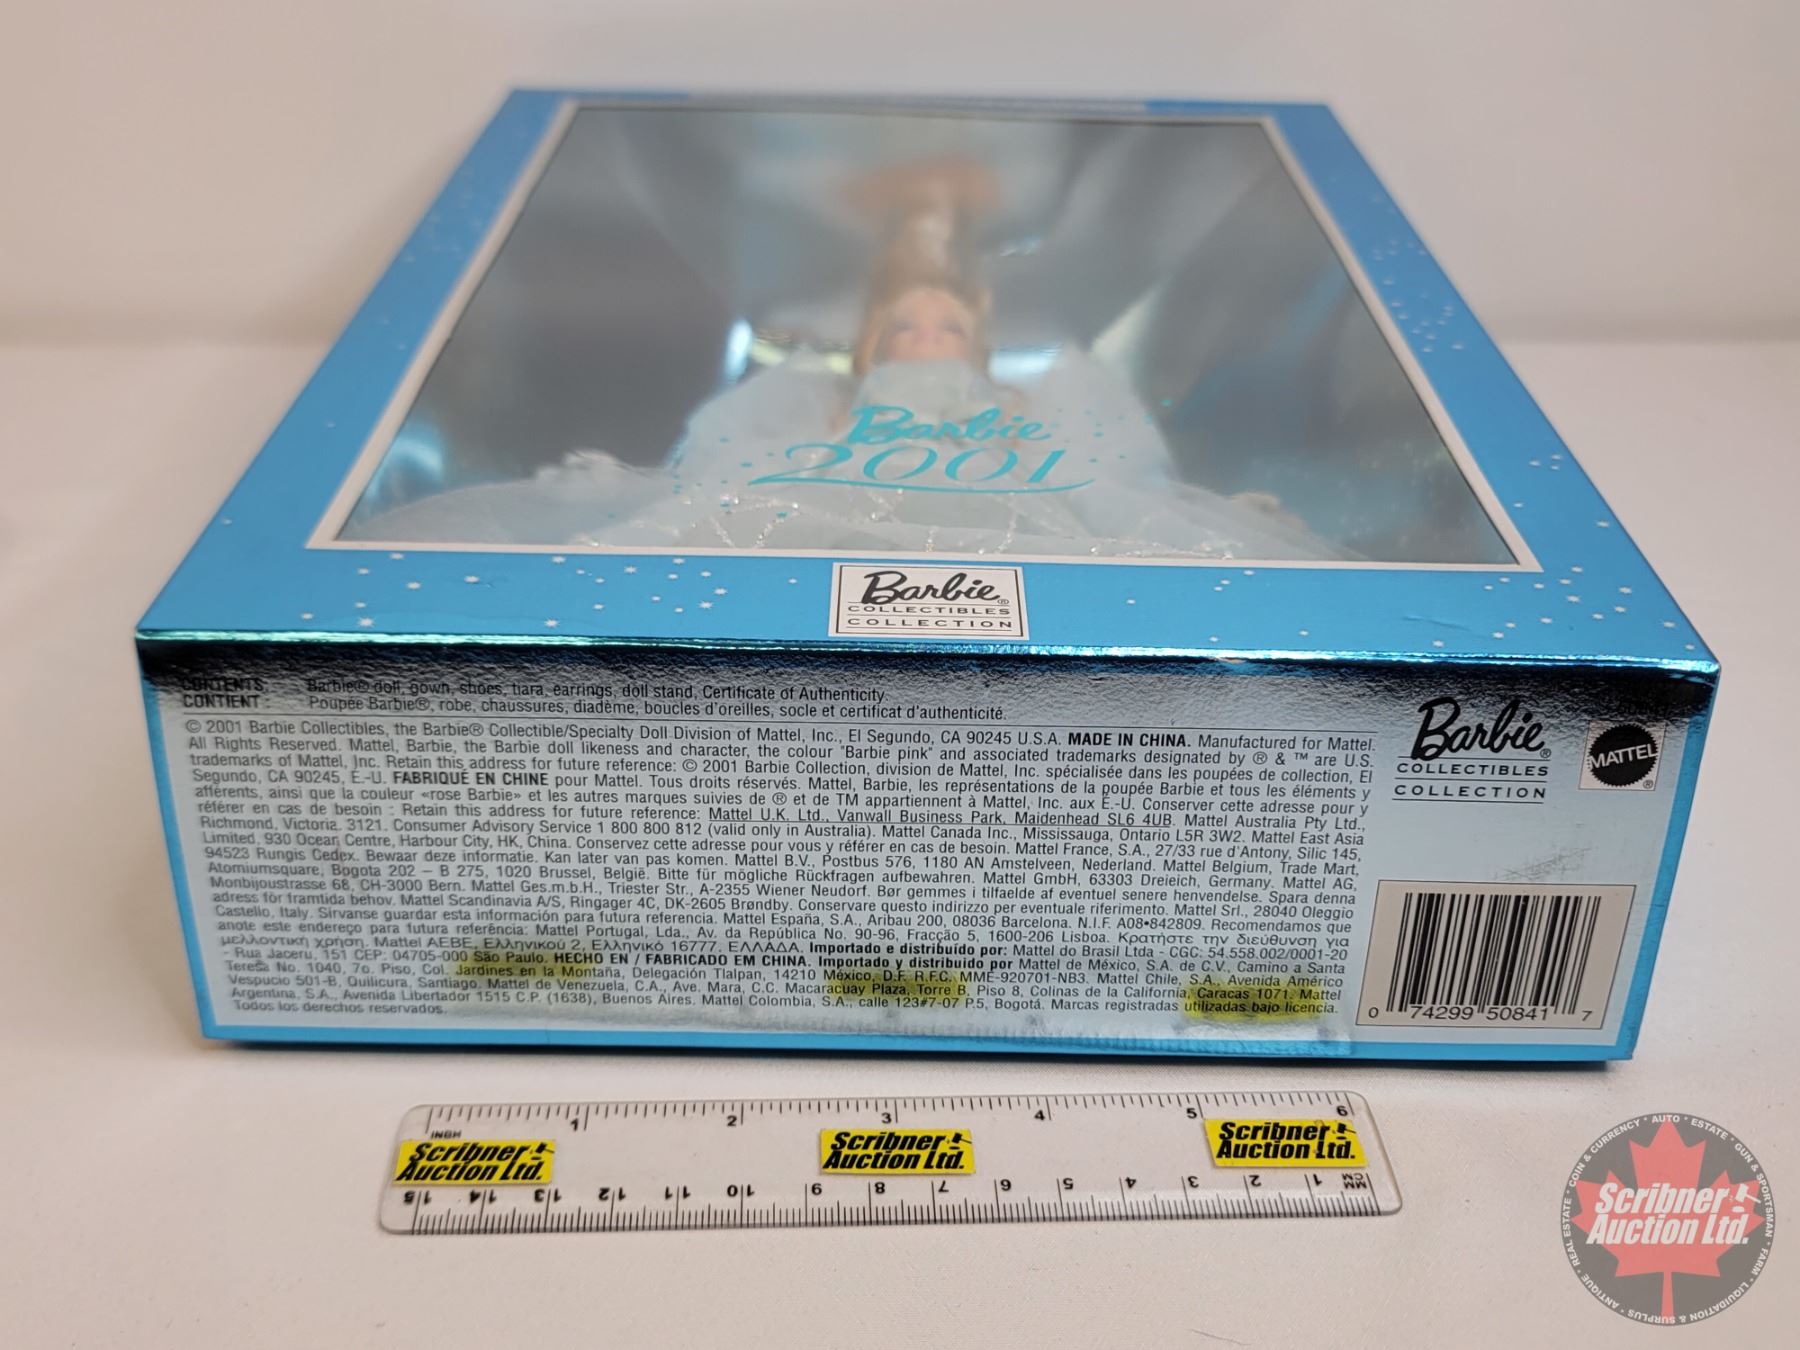 Barbie
2001
Barbie®
COLLECTIBLES
COLLECTION
CONTENTS: Barbie® doll, gown, shoes, tiara, earrings, doll stand, Certificate of Authenticity.
CONTIENT : Poupée Barbie®, robe, chaussures, diadème, boucles d'oreilles, socle et certificat d'authenticité.
© 2001 Barbie Collectibles, the Barbie® Collectible/Specialty Doll Division of Mattel, Inc., El Segundo, CA 90245 U.S.A. MADE IN CHINA. Manufactured for Mattel.
All Rights Reserved. Mattel, Barbie, the Barbie doll likeness and character, the colour "Barbie pink" and associated trademarks designated by ® & ™ are U.S.
trademarks of Mattel, Inc. Retain this address for future reference: © 2001 Barbie Collection, division de Mattel, Inc. spécialisée dans les poupées de collection, El
Segundo, CA 90245, E.-U. FABRIQUÉ EN CHINE pour Mattel. Tous droits réservés. Mattel, Barbie, les représentations de la poupée Barbie et tous les éléments y
afférents, ainsi que la couleur «rose Barbie» et les autres marques suivies de ® et de TM appartiennent à Mattel, Inc. aux É.-U. Conserver cette adresse pour y
référer en cas de besoin : Retain this address for future reference: Mattel U.K. Ltd., Vanwall Business Park, Maidenhead SL6 4UB. Mattel Australia Pty Ltd.,
Richmond, Victoria. 3121. Consumer Advisory Service 1 800 800 812 (valid only in Australia). Mattel Canada Inc., Mississauga, Ontario L5R 3W2. Mattel East Asia
Limited, 930 Ocean Centre, Harbour City, HK, China. Conservez cette adresse pour vous y référer en cas de besoin. Mattel France, S.A., 27/33 rue d'Antony, Silic 145,
94523 Rungis Cedex. Bewaar deze informatie. Kan later van pas komen. Mattel B.V., Postbus 576, 1180 AN Amstelveen, Nederland. Mattel Belgium, Trade Mart,
Atomiumsquare, Bogota 202 – B 275, 1020 Brussel, België. Bitte für mögliche Rückfragen aufbewahren. Mattel GmbH, 63303 Dreieich, Germany. Mattel AG,
Monbijoustrasse 68, CH-3000 Bern. Mattel Ges.m.b.H., Triester Str., A-2355 Wiener Neudorf. Bør gemmes i tilfaelde af eventuel senere henvendelse. Spara denna
adress för framtida behov. Mattel Scandinavia A/S, Ringager 4C, DK-2605 Brøndby. Conservare questo indirizzo per eventuale riferimento. Mattel Srl., 28040 Oleggio
Castello, Italy. Sírvanse guardar esta información para futura referencia. Mattel España, S.A., Aribau 200, 08036 Barcelona. N.I.F. A08•842809. Recomendamos que
anote este endereço para futura referência: Mattel Portugal, Lda., Av. da República No. 90-96, Fracção 5, 1600-206 Lisboa. Κρατήστε την διεύθυνση για
μελλοντική χρήση. Mattel AEBE, Ελληνικού 2, Ελληνικό 16777. ΕΛΛΑΔΑ. Importado e distribuído por: Mattel do Brasil Ltda - CGC: 54.558.002/0001-20
- Rua Jaceru, 151 CEP: 04705-000 São Paulo. HECHO EN / FABRICADO EM CHINA. Importado y distribuido por Mattel de México, S.A. de C.V., Camino a Santa
Teresa No. 1040, 7o. Piso, Col. Jardines en la Montaña, Delegación Tlalpan, 14210 México, D.F. R.F.C. MME-920701-NB3. Mattel Chile, S.A., Avenida Américo
Vespucio 501-B, Quilicura, Santiago. Mattel de Venezuela, C.A., Ave. Mara, C.C. Macaracuay Plaza, Torre B, Piso 8, Colinas de la California, Caracas 1071. Mattel
Argentina, S.A., Avenida Libertador 1515 C.P. (1638), Buenos Aires. Mattel Colombia, S.A., calle 123#7-07 P.5, Bogotá. Marcas registradas utilizadas bajo licencia.
Todos los derechos reservados.
Barbie®
COLLECTIBLES
COLLECTION
MATTEL®
0 74299 50841 7
1 2 3 4 5 6
INCH
Scribner Auction Ltd.
Scribner Auction Ltd.
Scribner Auction Ltd.
15 14 13 12 11 10 9 8 7 6 5 4 3 2 1 MM CM
COIN & CURRENCY • AUTO • ESTATE • GUN & SPORTSMAN • FARM • LIQUIDATION & SURPLUS • ANTIQUE • REAL ESTATE
Scribner
Auction Ltd.